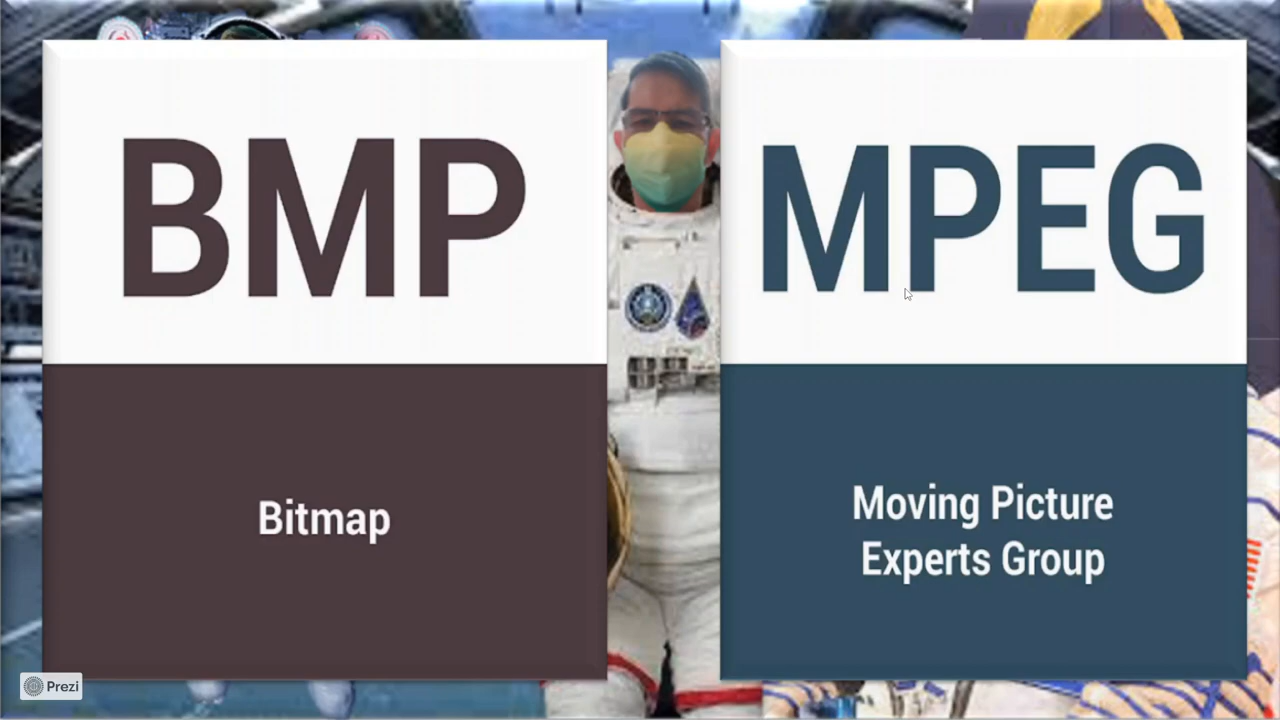 BMP
Bitmap
MPEG
Moving Picture
Experts Group
Prezi